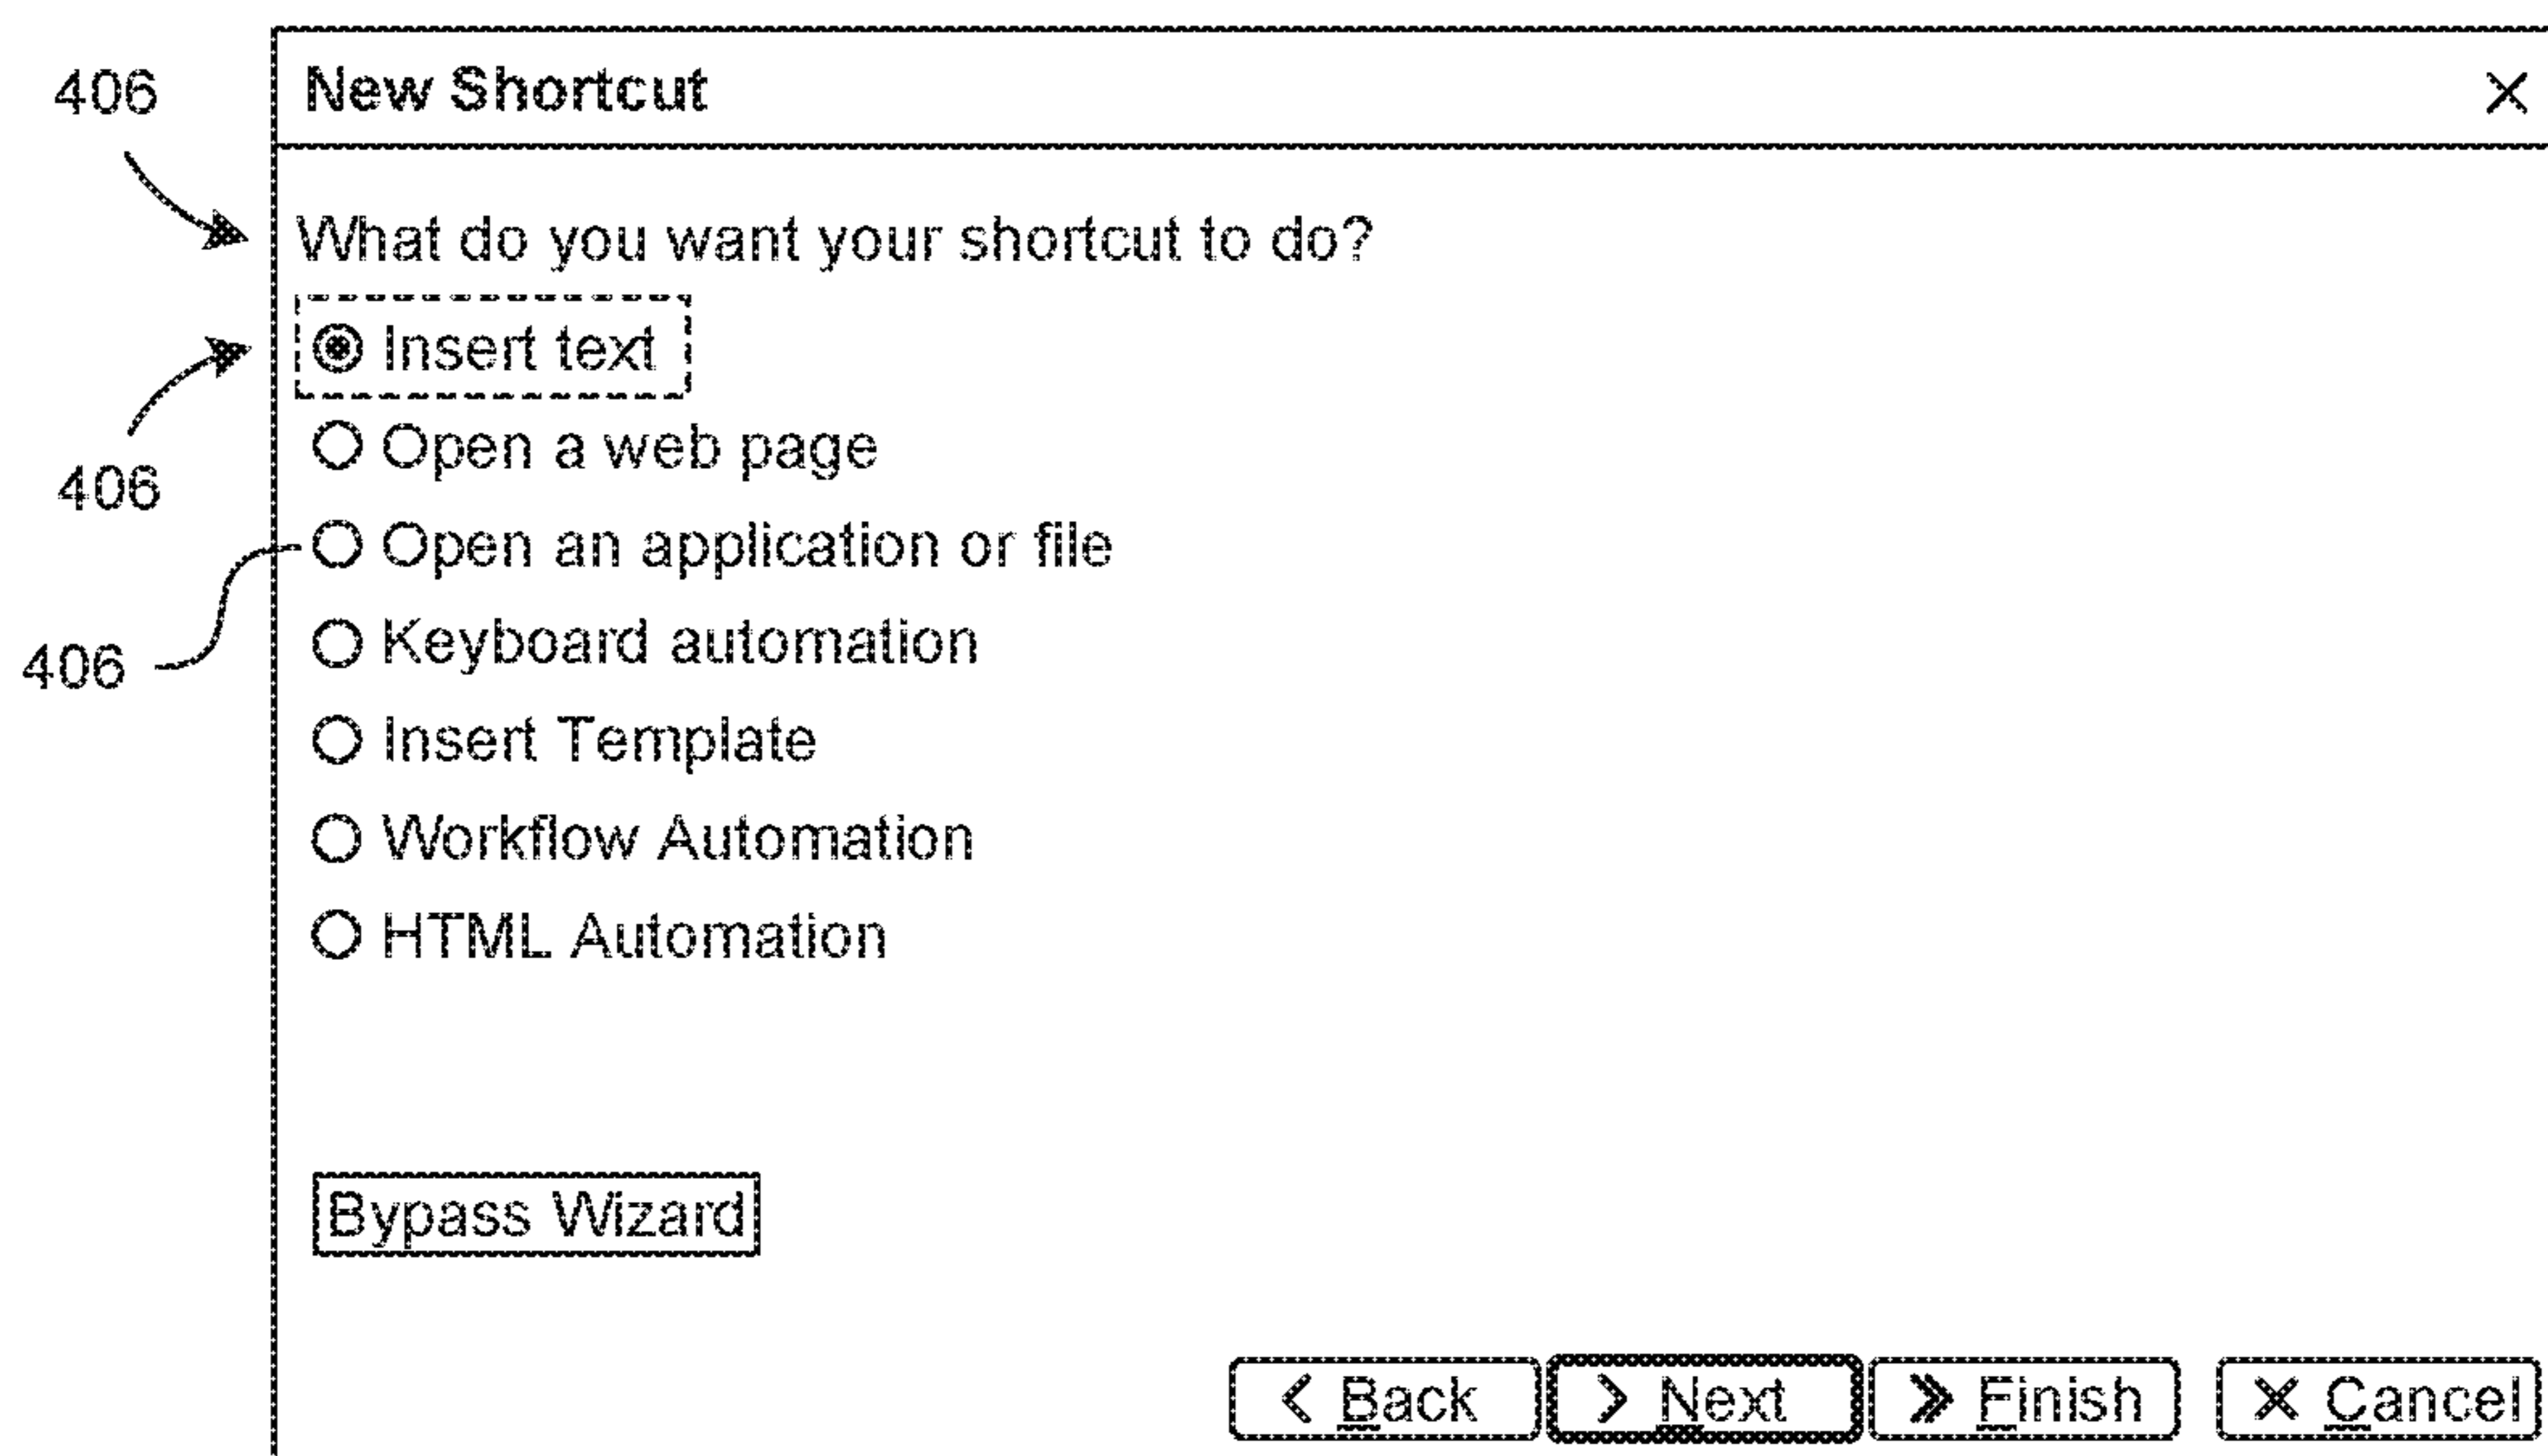 406
New Shortcut
What do you want your shortcut to do?
Insert text
Open a web page
406
Open an application or file
406
Keyboard automation
Insert Template
Workflow Automation
HTML Automation
Bypass Wizard
Back Next Finish Cancel